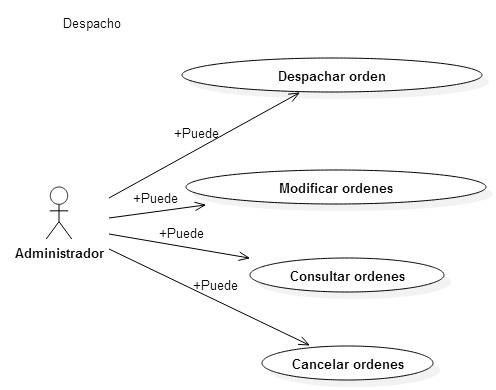 Despacho
Despachar orden
+Puede
Modificar ordenes
+Puede
+Puede
Administrador
Consultar ordenes
+Puede
Cancelar ordenes